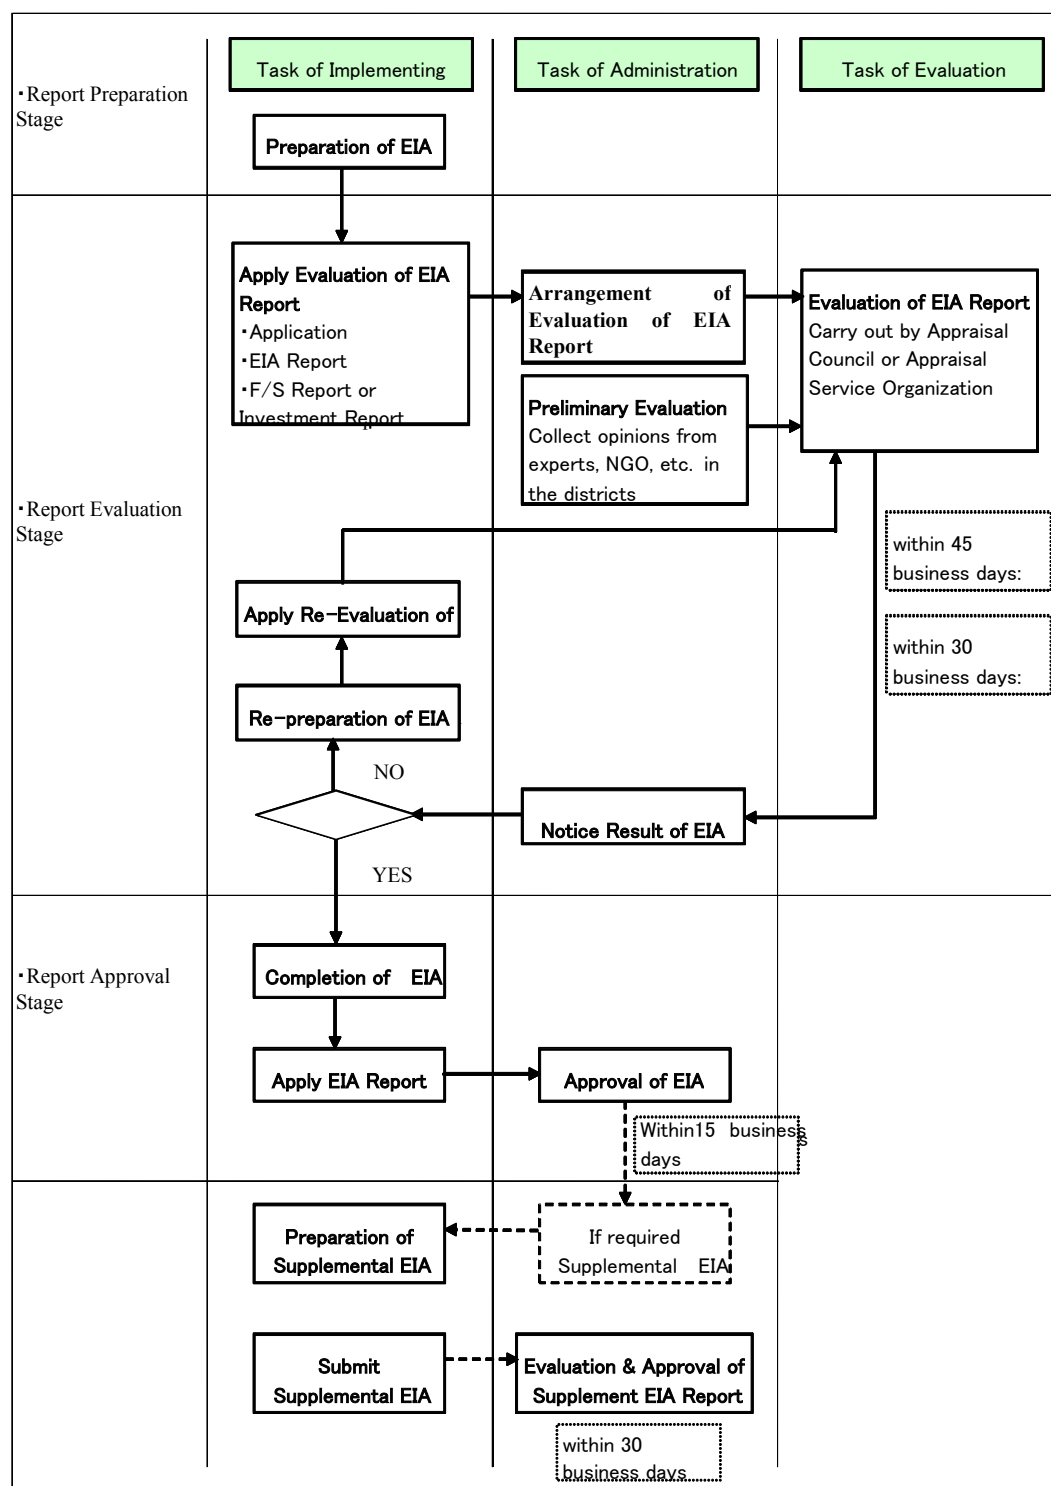 Task of Implementing
Task of Administration
Task of Evaluation
・Report Preparation
Stage
Preparation of EIA
Apply Evaluation of EIA
Report
・Application
・EIA Report
・F/S Report or
Investment Report
Arrangement of
Evaluation of EIA
Report
Evaluation of EIA Report
Carry out by Appraisal
Council or Appraisal
Service Organization
Preliminary Evaluation
Collect opinions from
experts, NGO, etc. in
the districts
・Report Evaluation
Stage
within 45
business days:
Apply Re-Evaluation of
within 30
business days:
Re-preparation of EIA
NO
Notice Result of EIA
YES
・Report Approval
Stage
Completion of EIA
Apply EIA Report
Approval of EIA
Within15 business
days
Preparation of
Supplemental EIA
If required
Supplemental EIA
Submit
Supplemental EIA
Evaluation & Approval of
Supplement EIA Report
within 30
business days